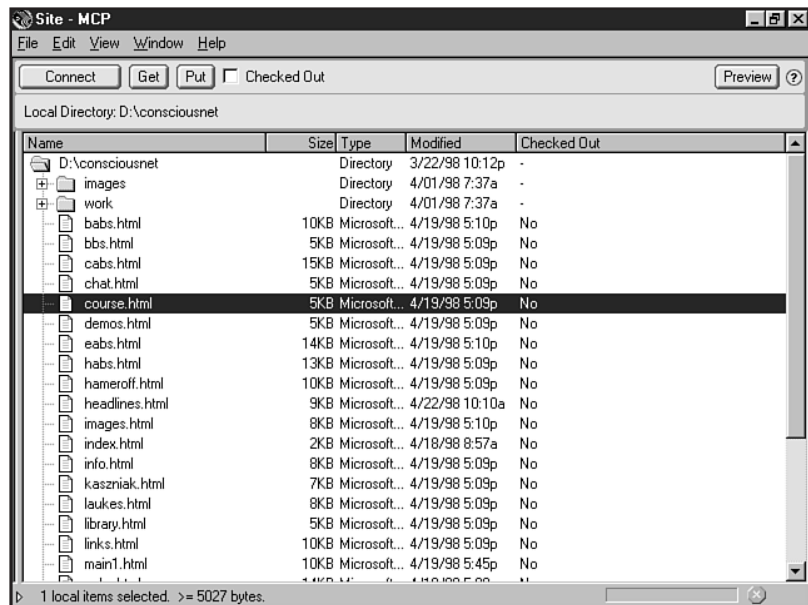 Site - MCP
File Edit View Window Help
Connect Get Put Checked Out Preview ?
Local Directory: D:\consciousnet
Name Size Type Modified Checked Out
D:\consciousnet Directory 3/22/98 10:12p -
images Directory 4/01/98 7:37a -
work Directory 4/01/98 7:37a -
babs.html 10KB Microsoft... 4/19/98 5:10p No
bbs.html 5KB Microsoft... 4/19/98 5:09p No
cabs.html 15KB Microsoft... 4/19/98 5:09p No
chat.html 5KB Microsoft... 4/19/98 5:09p No
course.html 5KB Microsoft... 4/19/98 5:09p No
demos.html 5KB Microsoft... 4/19/98 5:09p No
eabs.html 14KB Microsoft... 4/19/98 5:10p No
habs.html 13KB Microsoft... 4/19/98 5:09p No
hameroff.html 10KB Microsoft... 4/19/98 5:09p No
headlines.html 9KB Microsoft... 4/22/98 10:10a No
images.html 8KB Microsoft... 4/19/98 5:10p No
index.html 2KB Microsoft... 4/18/98 8:57a No
info.html 8KB Microsoft... 4/19/98 5:09p No
kaszniak.html 7KB Microsoft... 4/19/98 5:09p No
laukes.html 8KB Microsoft... 4/19/98 5:09p No
library.html 5KB Microsoft... 4/19/98 5:09p No
links.html 10KB Microsoft... 4/19/98 5:09p No
main1.html 10KB Microsoft... 4/19/98 5:45p No
1 local items selected. >= 5027 bytes.